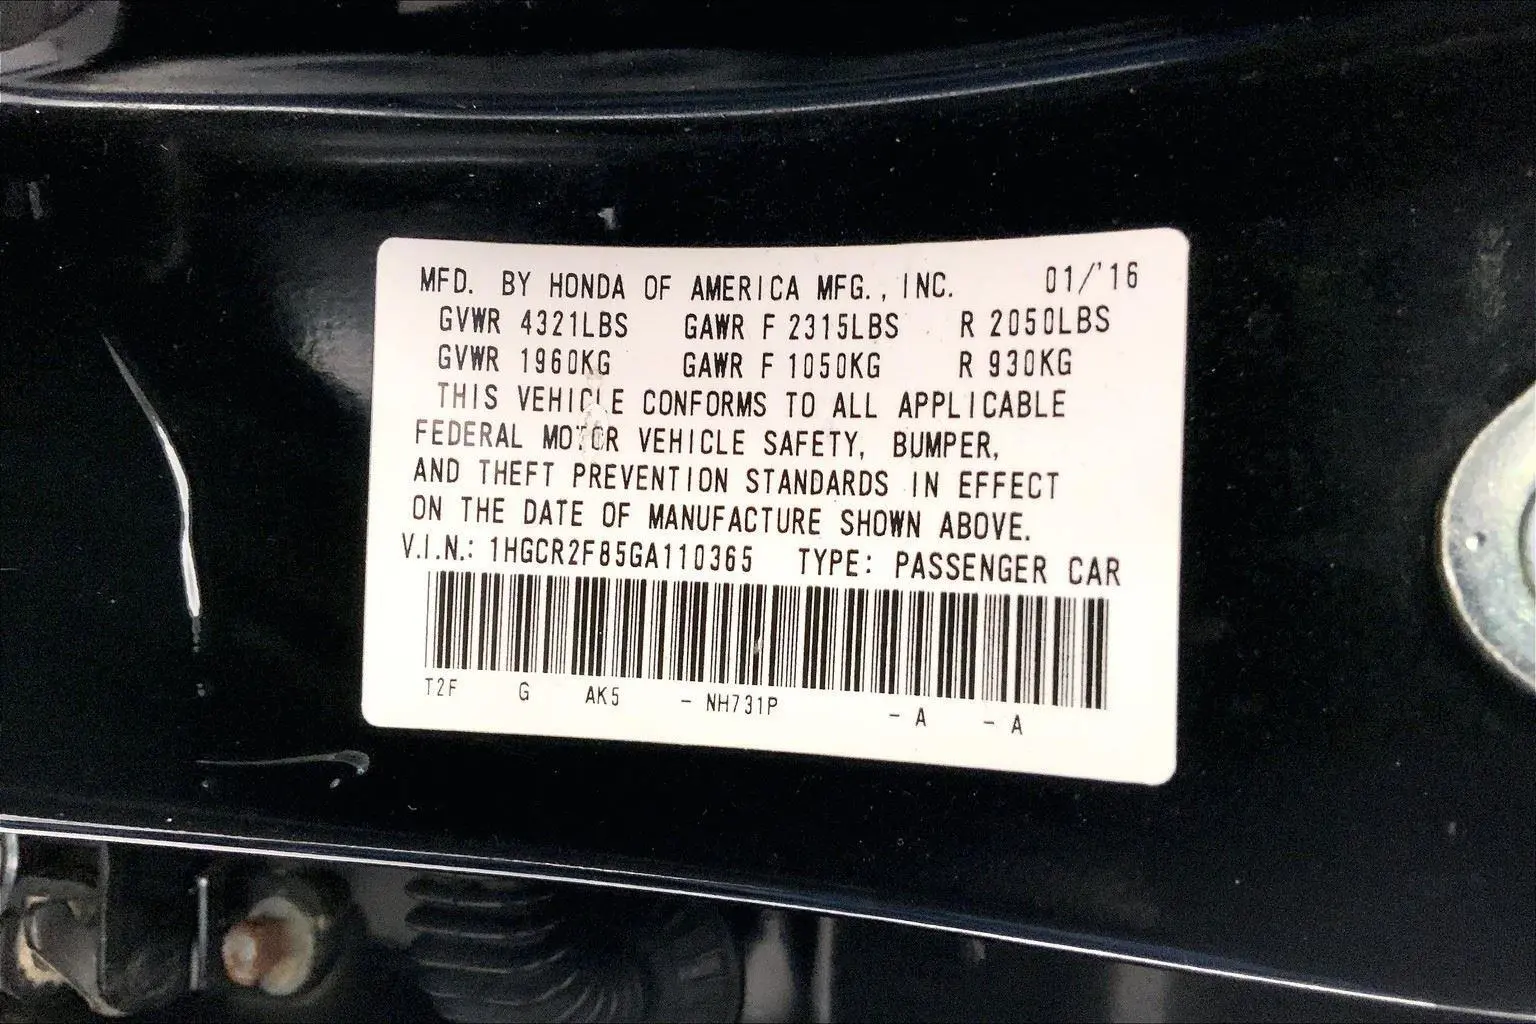 MFD. BY HONDA OF AMERICA MFG., INC. 01/'16
GVWR 4321LBS GAWR F 2315LBS R 2050LBS
GVWR 1960KG GAWR F 1050KG R 930KG
THIS VEHICLE CONFORMS TO ALL APPLICABLE
FEDERAL MOTOR VEHICLE SAFETY, BUMPER,
AND THEFT PREVENTION STANDARDS IN EFFECT
ON THE DATE OF MANUFACTURE SHOWN ABOVE.
V.I.N.: 1HGCR2F85GA110365 TYPE: PASSENGER CAR
T2F G AK5 - NH731P - A - A